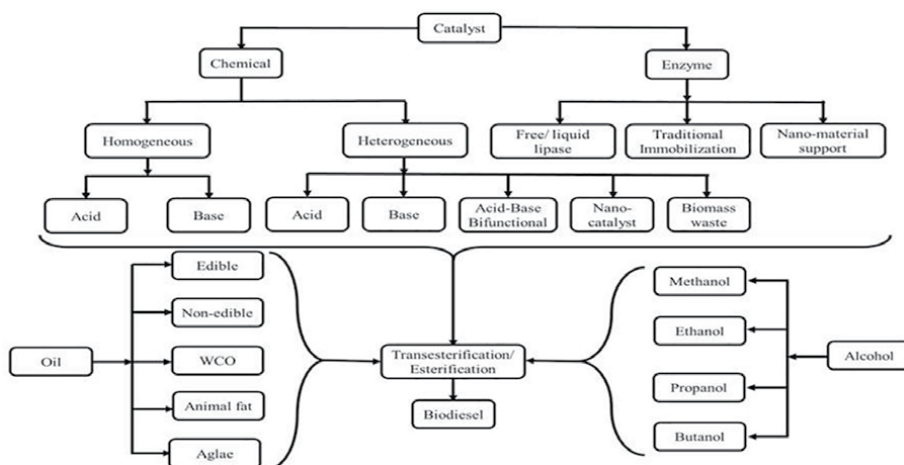 Catalyst
Chemical
Enzyme
Homogeneous
Heterogeneous
Free/ liquid
lipase
Traditional
Immobilization
Nano-material
support
Acid
Base
Acid
Base
Acid-Base
Bifunctional
Nano-
catalyst
Biomass
waste
Oil
Edible
Non-edible
WCO
Animal fat
Aglae
Transesterification/
Esterification
Biodiesel
Methanol
Ethanol
Propanol
Butanol
Alcohol